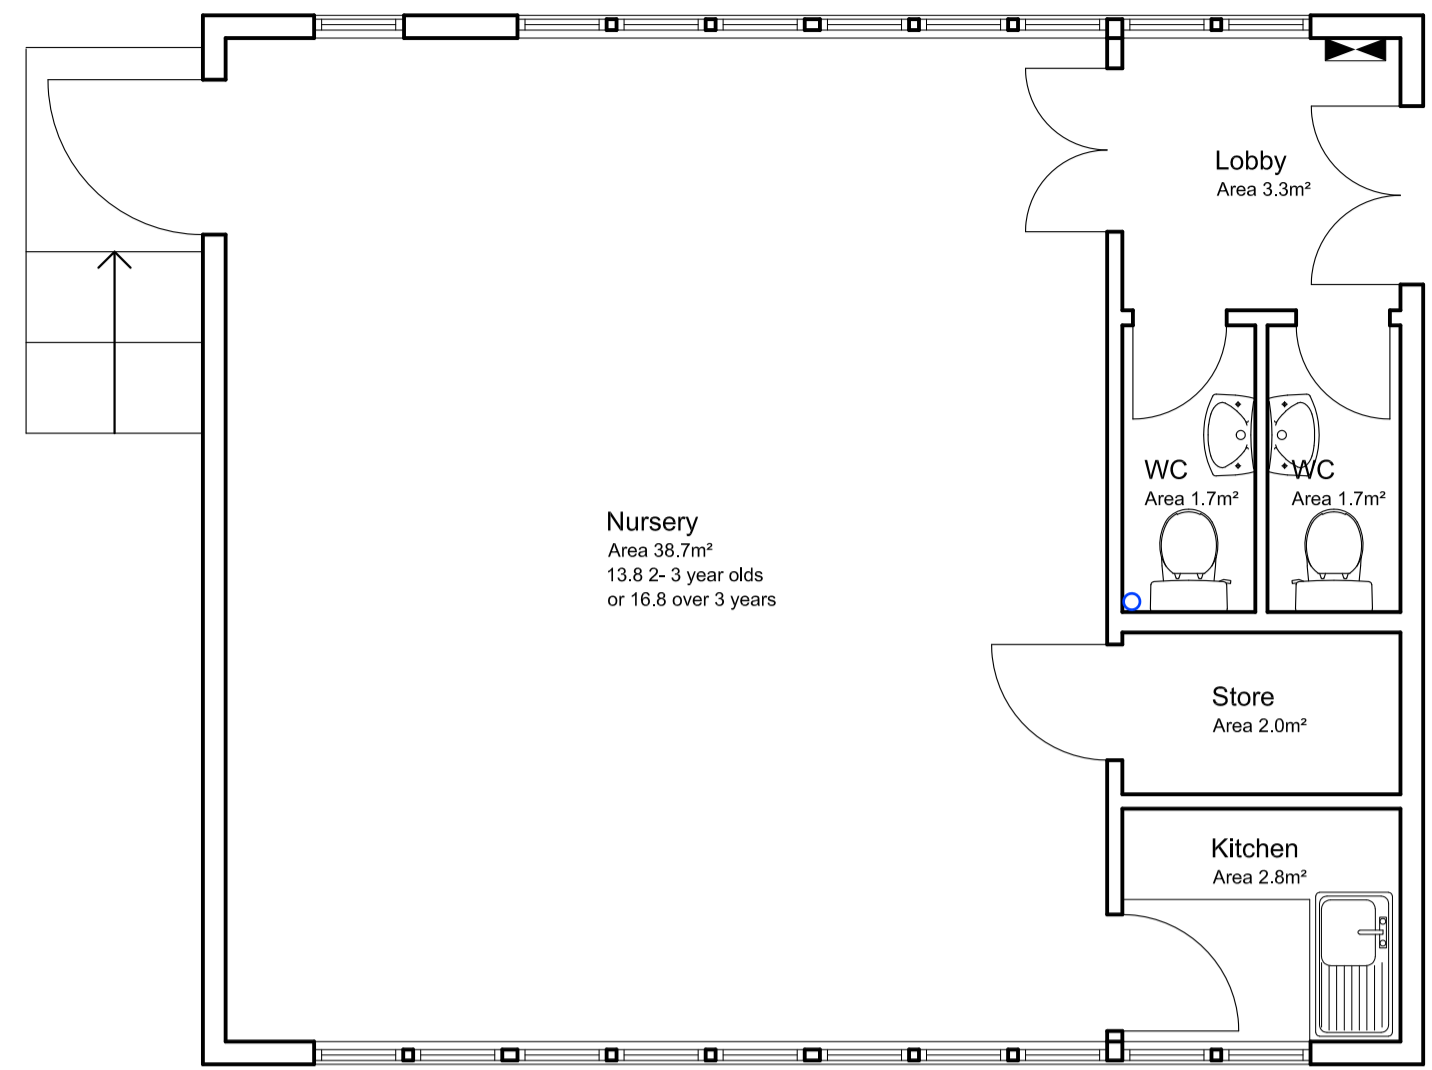 Lobby
Area 3.3m²
WC
Area 1.7m²
WC
Area 1.7m²
Nursery
Area 38.7m²
13.8 2- 3 year olds
or 16.8 over 3 years
Store
Area 2.0m²
Kitchen
Area 2.8m²